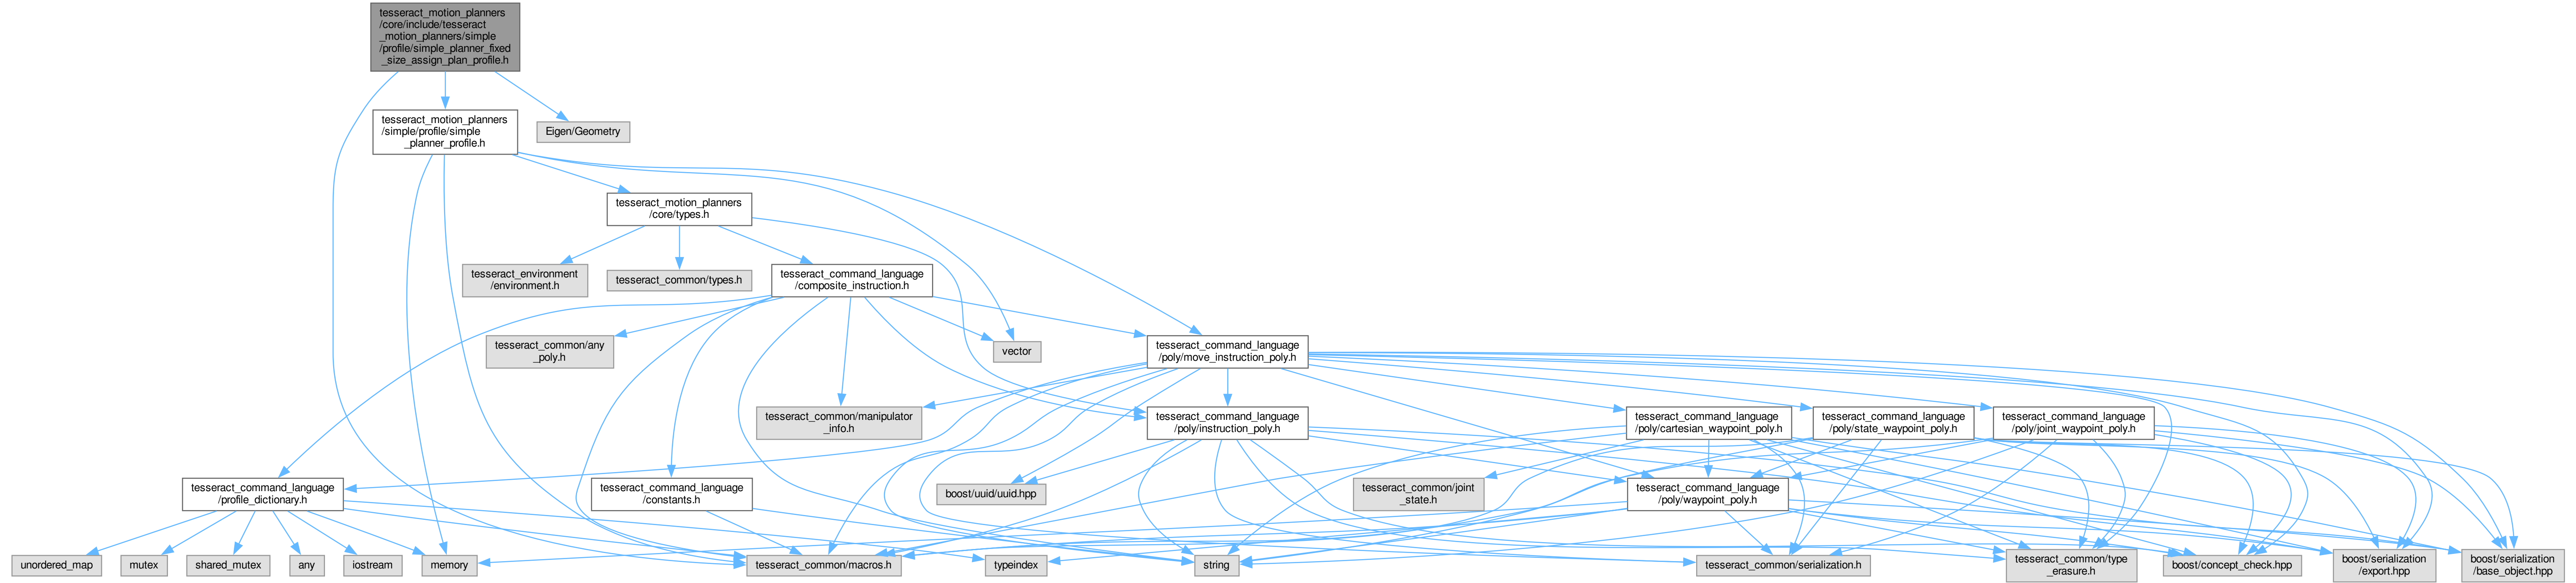 tesseract_motion_planners
/core/include/tesseract
_motion_planners/simple
/profile/simple_planner_fixed
_size_assign_plan_profile.h
tesseract_motion_planners
/simple/profile/simple
_planner_profile.h
Eigen/Geometry
tesseract_motion_planners
/core/types.h
tesseract_environment
/environment.h
tesseract_common/types.h
tesseract_command_language
/composite_instruction.h
tesseract_common/any
_poly.h
vector
tesseract_command_language
/poly/move_instruction_poly.h
tesseract_common/manipulator
_info.h
tesseract_command_language
/poly/instruction_poly.h
tesseract_command_language
/poly/cartesian_waypoint_poly.h
tesseract_command_language
/poly/state_waypoint_poly.h
tesseract_command_language
/poly/joint_waypoint_poly.h
tesseract_command_language
/profile_dictionary.h
tesseract_command_language
/constants.h
boost/uuid/uuid.hpp
tesseract_common/joint
_state.h
tesseract_command_language
/poly/waypoint_poly.h
unordered_map
mutex
shared_mutex
any
iostream
memory
tesseract_common/macros.h
typeindex
string
tesseract_common/serialization.h
tesseract_common/type
_erasure.h
boost/concept_check.hpp
boost/serialization
/export.hpp
boost/serialization
/base_object.hpp